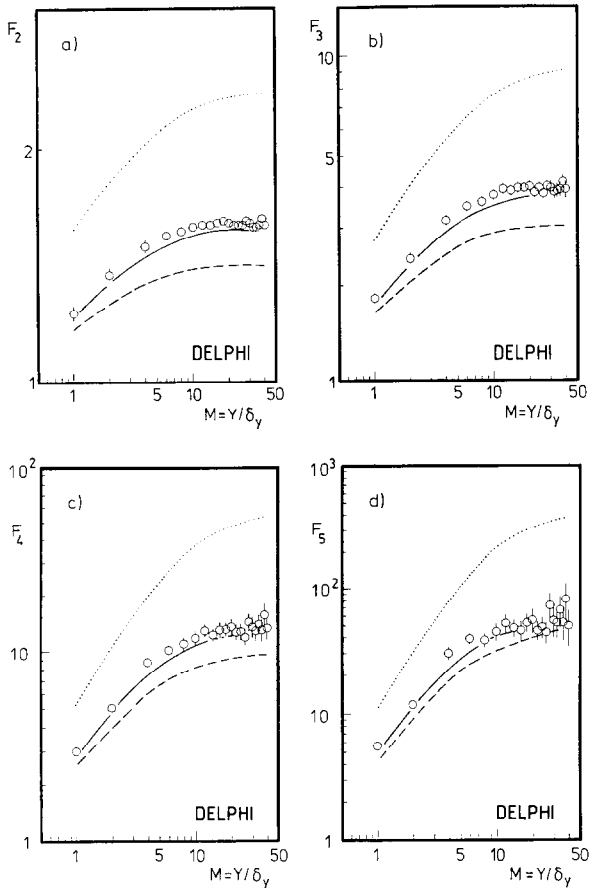 F₂
a)
2
1
DELPHI
1 5 10 50
M=Y/δy
F₃
b)
10
5
1
DELPHI
1 5 10 50
M=Y/δy
10²
c)
F₄
10
1
DELPHI
1 5 10 50
M=Y/δy
10³
d)
F₅
10²
10
1
DELPHI
1 5 10 50
M=Y/δy